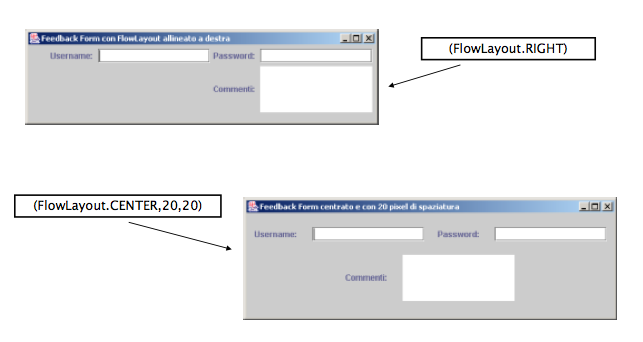 Feedback Form con FlowLayout allineato a destra
Username: Password:
Commenti:
(FlowLayout.RIGHT)
(FlowLayout.CENTER,20,20)
Feedback Form centrato e con 20 pixel di spaziatura
Username: Password:
Commenti: